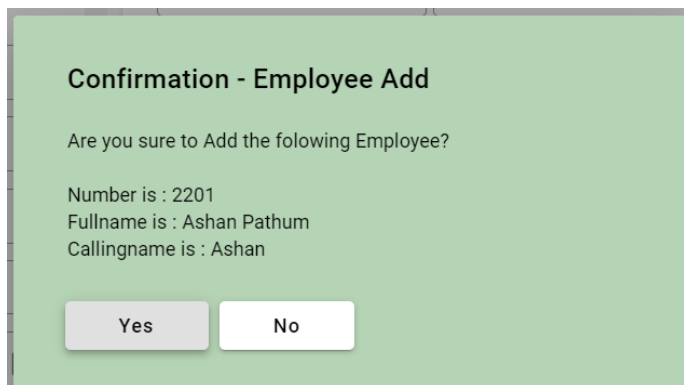 Confirmation - Employee Add
Are you sure to Add the folowing Employee?
Number is : 2201
Fullname is : Ashan Pathum
Callingname is : Ashan
Yes
No